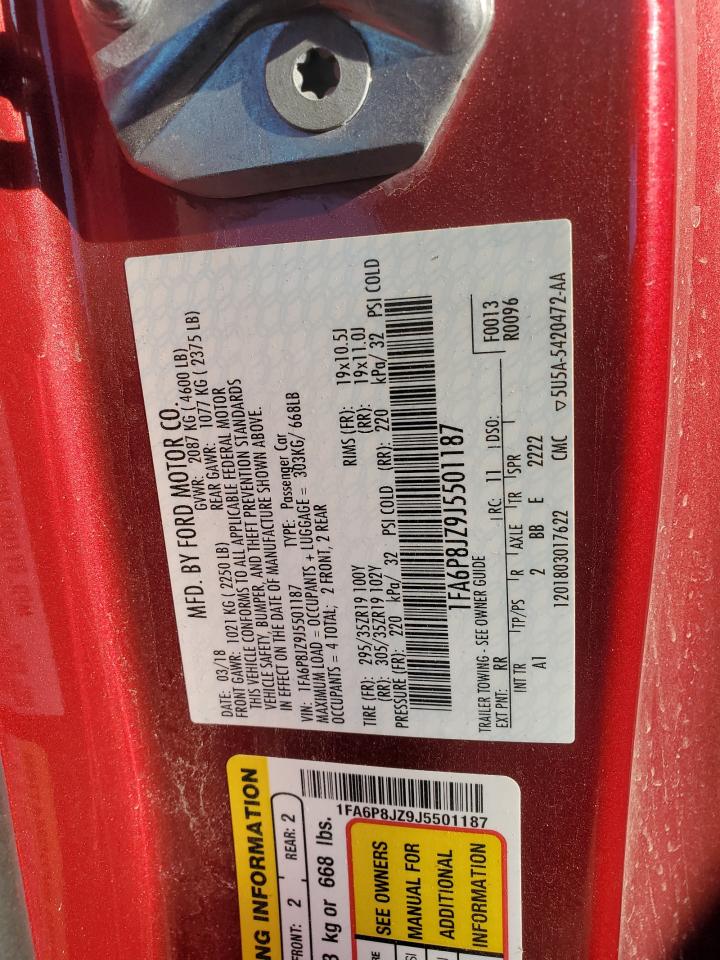 MFD. BY FORD MOTOR CO.
DATE: 03/18 GVWR: 2087 KG ( 4600 LB)
FRONT GAWR: 1021 KG ( 2250 LB) REAR GAWR: 1077 KG ( 2375 LB)
THIS VEHICLE CONFORMS TO ALL APPLICABLE FEDERAL MOTOR
VEHICLE SAFETY, BUMPER, AND THEFT PREVENTION STANDARDS
IN EFFECT ON THE DATE OF MANUFACTURE SHOWN ABOVE.
VIN: 1FA6P8JZ9J5501187 TYPE: Passenger Car
MAXIMUM LOAD = OCCUPANTS + LUGGAGE = 303KG/ 668LB
OCCUPANTS = 4 TOTAL; 2 FRONT, 2 REAR
TIRE (FR): 295/35ZR19 100Y RIMS (FR): 19x10.5J
(RR): 305/35ZR19 102Y (RR): 19x11.0J
PRESSURE (FR): 220 kPa/ 32 PSI COLD (RR): 220 kPa/ 32 PSI COLD
1FA6P8JZ9J5501187
TRAILER TOWING - SEE OWNER GUIDE F0013
EXT PNT: RR RC: 11 DSO: R0096
INT TR TP/PS R AXLE TR SPR
A1 2 BB E 2222
1201803017622 CMC ▽5U5A-5420472-AA
NG INFORMATION
FRONT: 2 REAR: 2
3 kg or 668 lbs.
1FA6P8JZ9J5501187
SEE OWNERS
MANUAL FOR
ADDITIONAL
INFORMATION